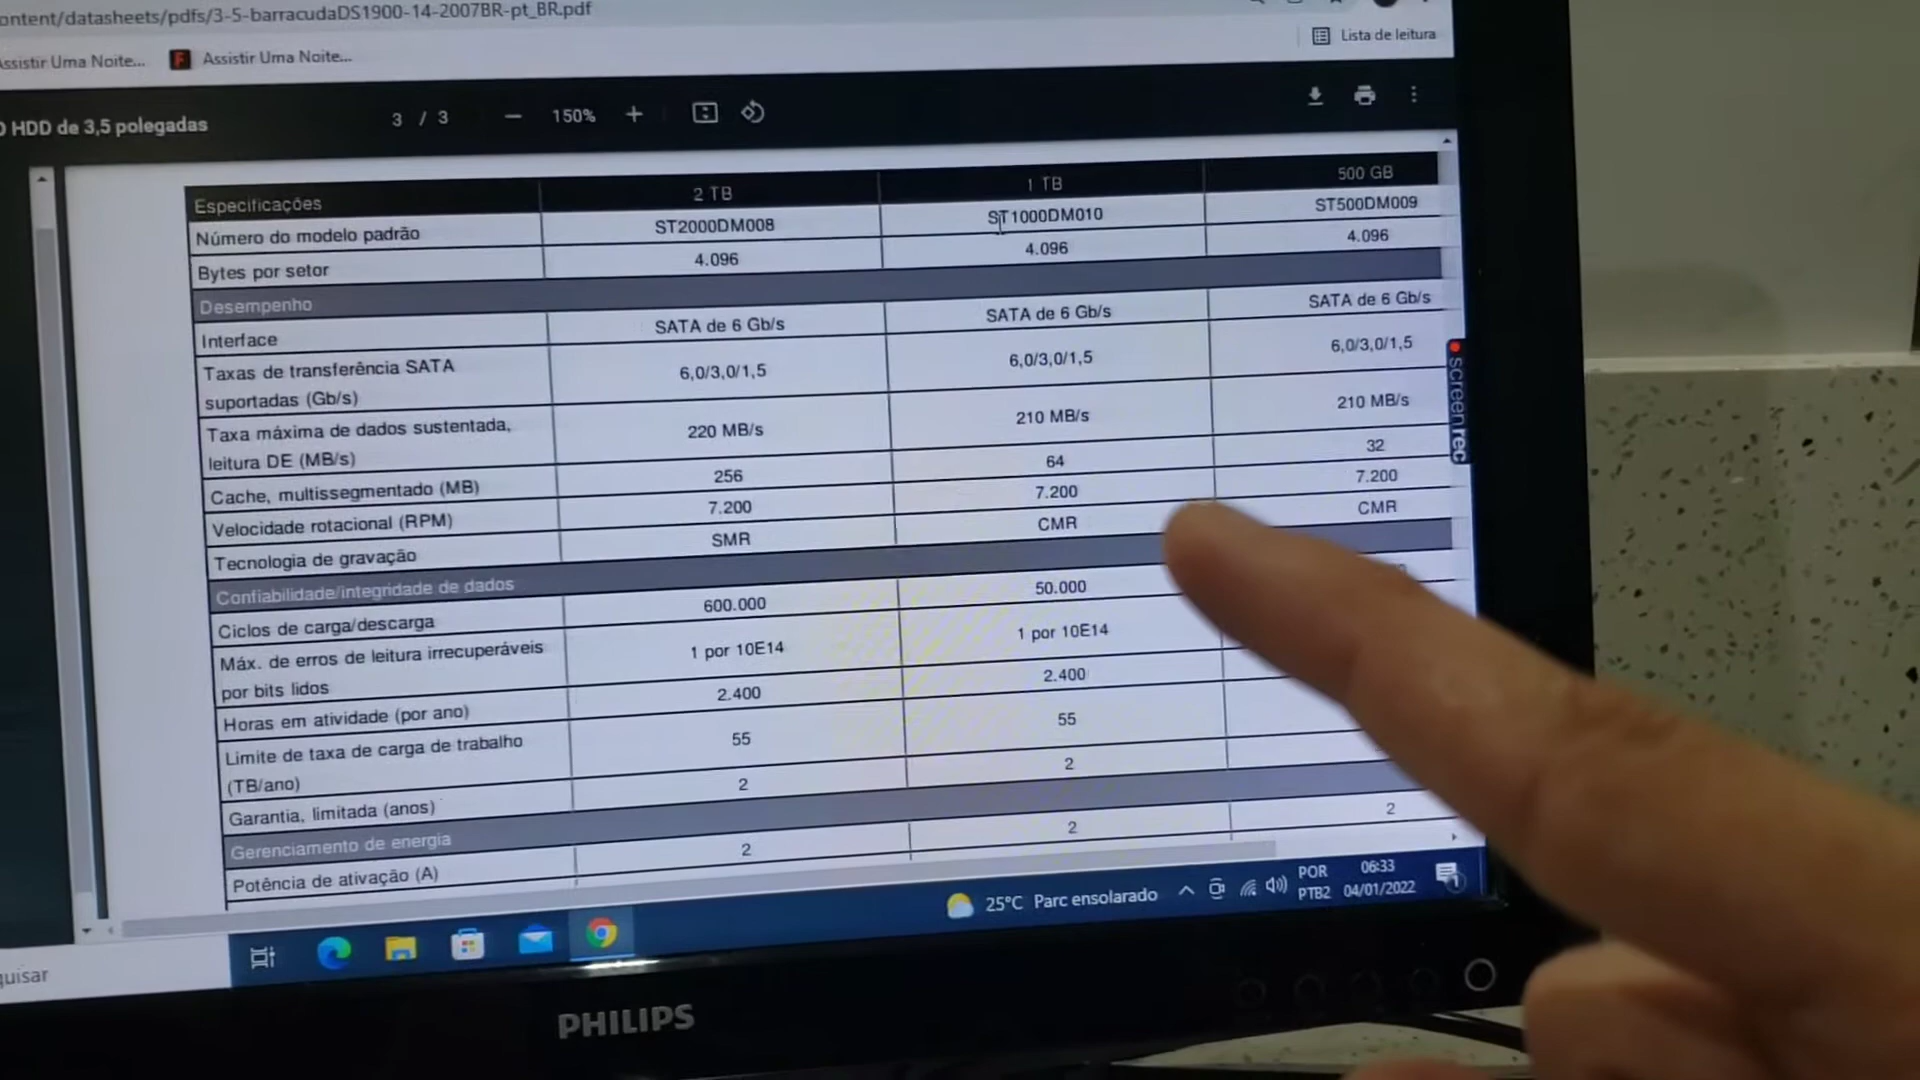 ontent/datasheets/pdfs/3-5-barracudaDS1900-14-2007BR-pt_BR.pdf
Assistir Uma Noite... F Assistir Uma Noite... Lista de leitura
HDD de 3,5 polegadas 3 / 3 — 150% +
Especificações 2 TB 1 TB 500 GB
Número do modelo padrão ST2000DM008 ST1000DM010 ST500DM009
Bytes por setor 4.096 4.096 4.096
Desempenho
Interface SATA de 6 Gb/s SATA de 6 Gb/s SATA de 6 Gb/s
Taxas de transferência SATA
suportadas (Gb/s) 6,0/3,0/1,5 6,0/3,0/1,5 6,0/3,0/1,5
Taxa máxima de dados sustentada,
leitura DE (MB/s) 220 MB/s 210 MB/s 210 MB/s
Cache, multissegmentado (MB) 256 64 32
Velocidade rotacional (RPM) 7.200 7.200 7.200
Tecnologia de gravação SMR CMR CMR
Confiabilidade/integridade de dados
Ciclos de carga/descarga 600.000 50.000
Máx. de erros de leitura irrecuperáveis
por bits lidos 1 por 10E14 1 por 10E14
Horas em atividade (por ano) 2.400 2.400
Limite de taxa de carga de trabalho
(TB/ano) 55 55
Garantia, limitada (anos) 2 2
Gerenciamento de energia
Potência de ativação (A) 2 2 2
screenrec
25°C Parc ensolarado POR 06:33
PTB2 04/01/2022 1
quisar
PHILIPS